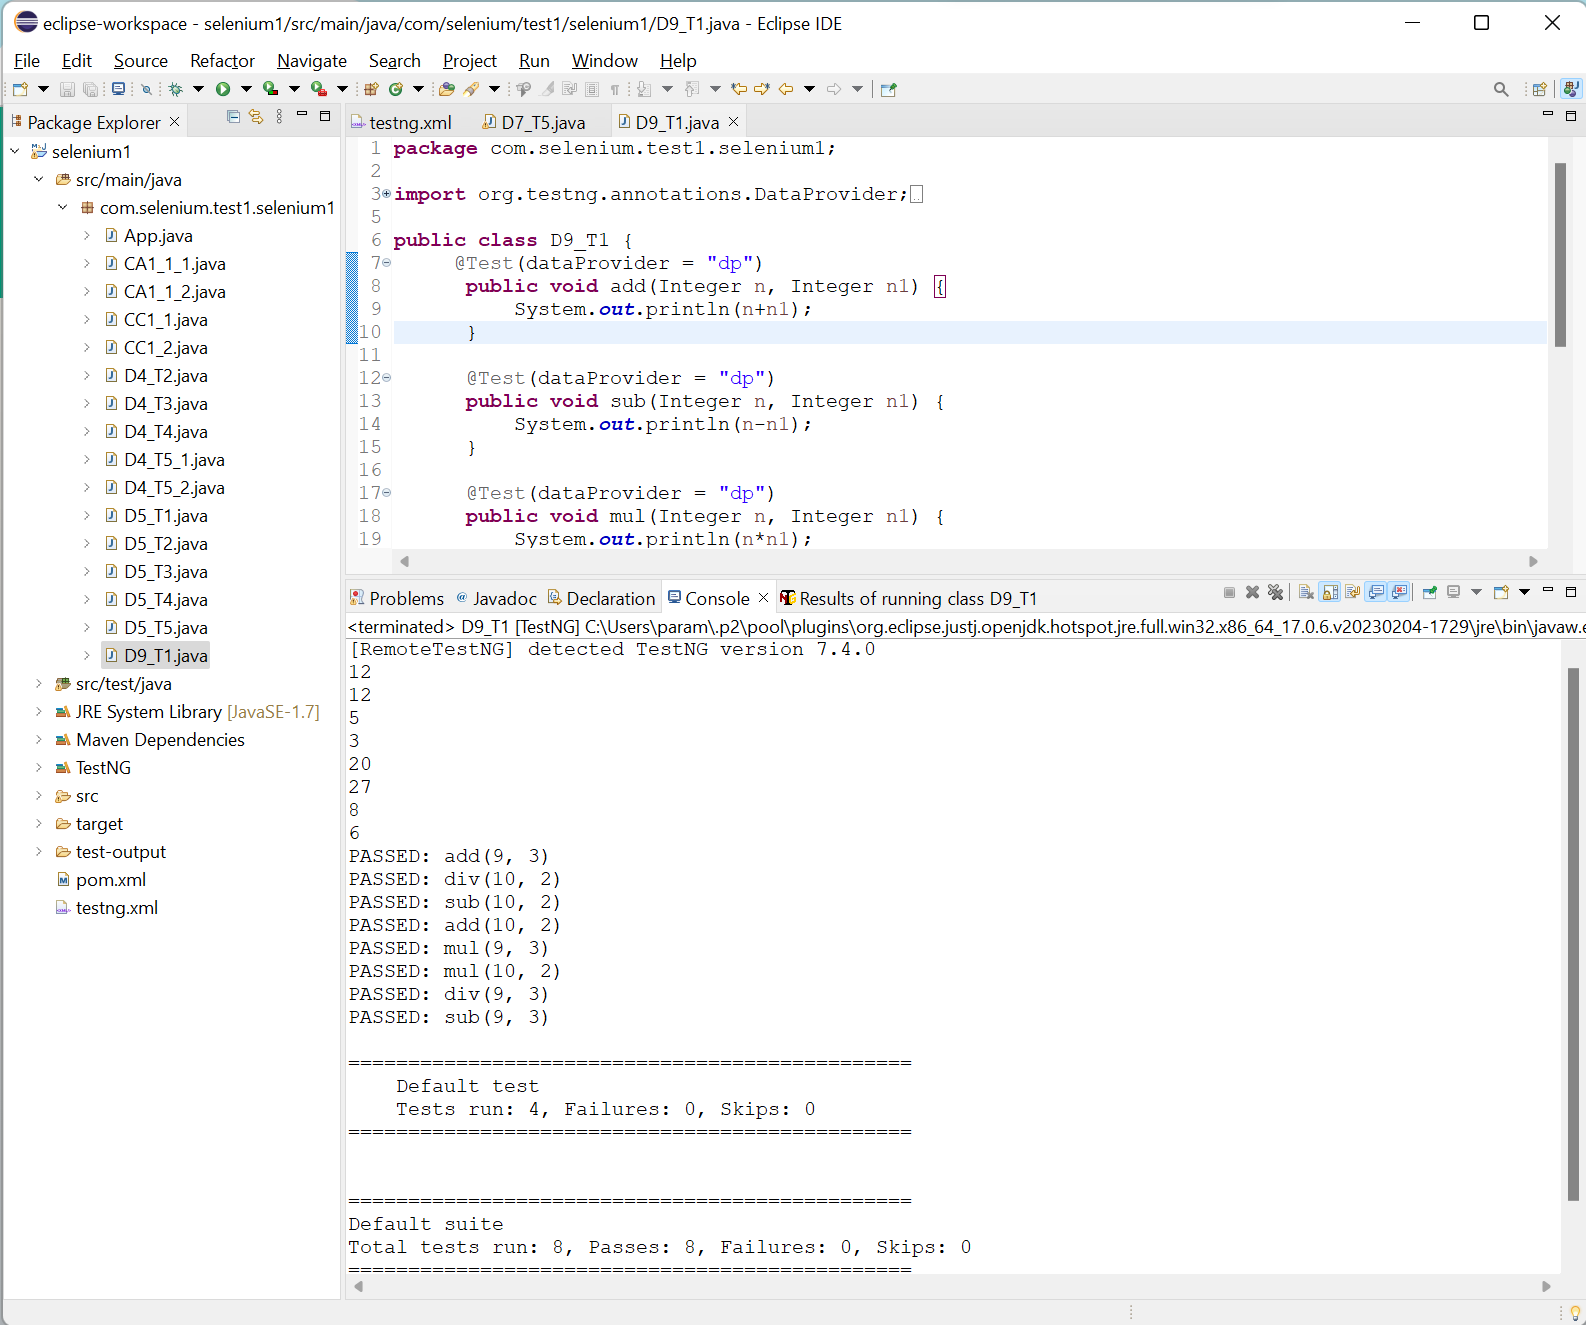 eclipse-workspace - selenium1/src/main/java/com/selenium/test1/selenium1/D9_T1.java - Eclipse IDE
File Edit Source Refactor Navigate Search Project Run Window Help
Package Explorer
selenium1
src/main/java
com.selenium.test1.selenium1
App.java
CA1_1_1.java
CA1_1_2.java
CC1_1.java
CC1_2.java
D4_T2.java
D4_T3.java
D4_T4.java
D4_T5_1.java
D4_T5_2.java
D5_T1.java
D5_T2.java
D5_T3.java
D5_T4.java
D5_T5.java
D9_T1.java
src/test/java
JRE System Library [JavaSE-1.7]
Maven Dependencies
TestNG
src
target
test-output
pom.xml
testng.xml
testng.xml D7_T5.java D9_T1.java
1 package com.selenium.test1.selenium1;
2
3 import org.testng.annotations.DataProvider;
5
6 public class D9_T1 {
7 @Test(dataProvider = "dp")
8 public void add(Integer n, Integer n1) {
9 System.out.println(n+n1);
10 }
11
12 @Test(dataProvider = "dp")
13 public void sub(Integer n, Integer n1) {
14 System.out.println(n-n1);
15 }
16
17 @Test(dataProvider = "dp")
18 public void mul(Integer n, Integer n1) {
19 System.out.println(n*n1);
Problems Javadoc Declaration Console Results of running class D9_T1
<terminated> D9_T1 [TestNG] C:\Users\param\.p2\pool\plugins\org.eclipse.justj.openjdk.hotspot.jre.full.win32.x86_64_17.0.6.v20230204-1729\jre\bin\javaw.e
[RemoteTestNG] detected TestNG version 7.4.0
12
12
5
3
20
27
8
6
PASSED: add(9, 3)
PASSED: div(10, 2)
PASSED: sub(10, 2)
PASSED: add(10, 2)
PASSED: mul(9, 3)
PASSED: mul(10, 2)
PASSED: div(9, 3)
PASSED: sub(9, 3)
===============================================
Default test
Tests run: 4, Failures: 0, Skips: 0
===============================================
===============================================
Default suite
Total tests run: 8, Passes: 8, Failures: 0, Skips: 0
===============================================